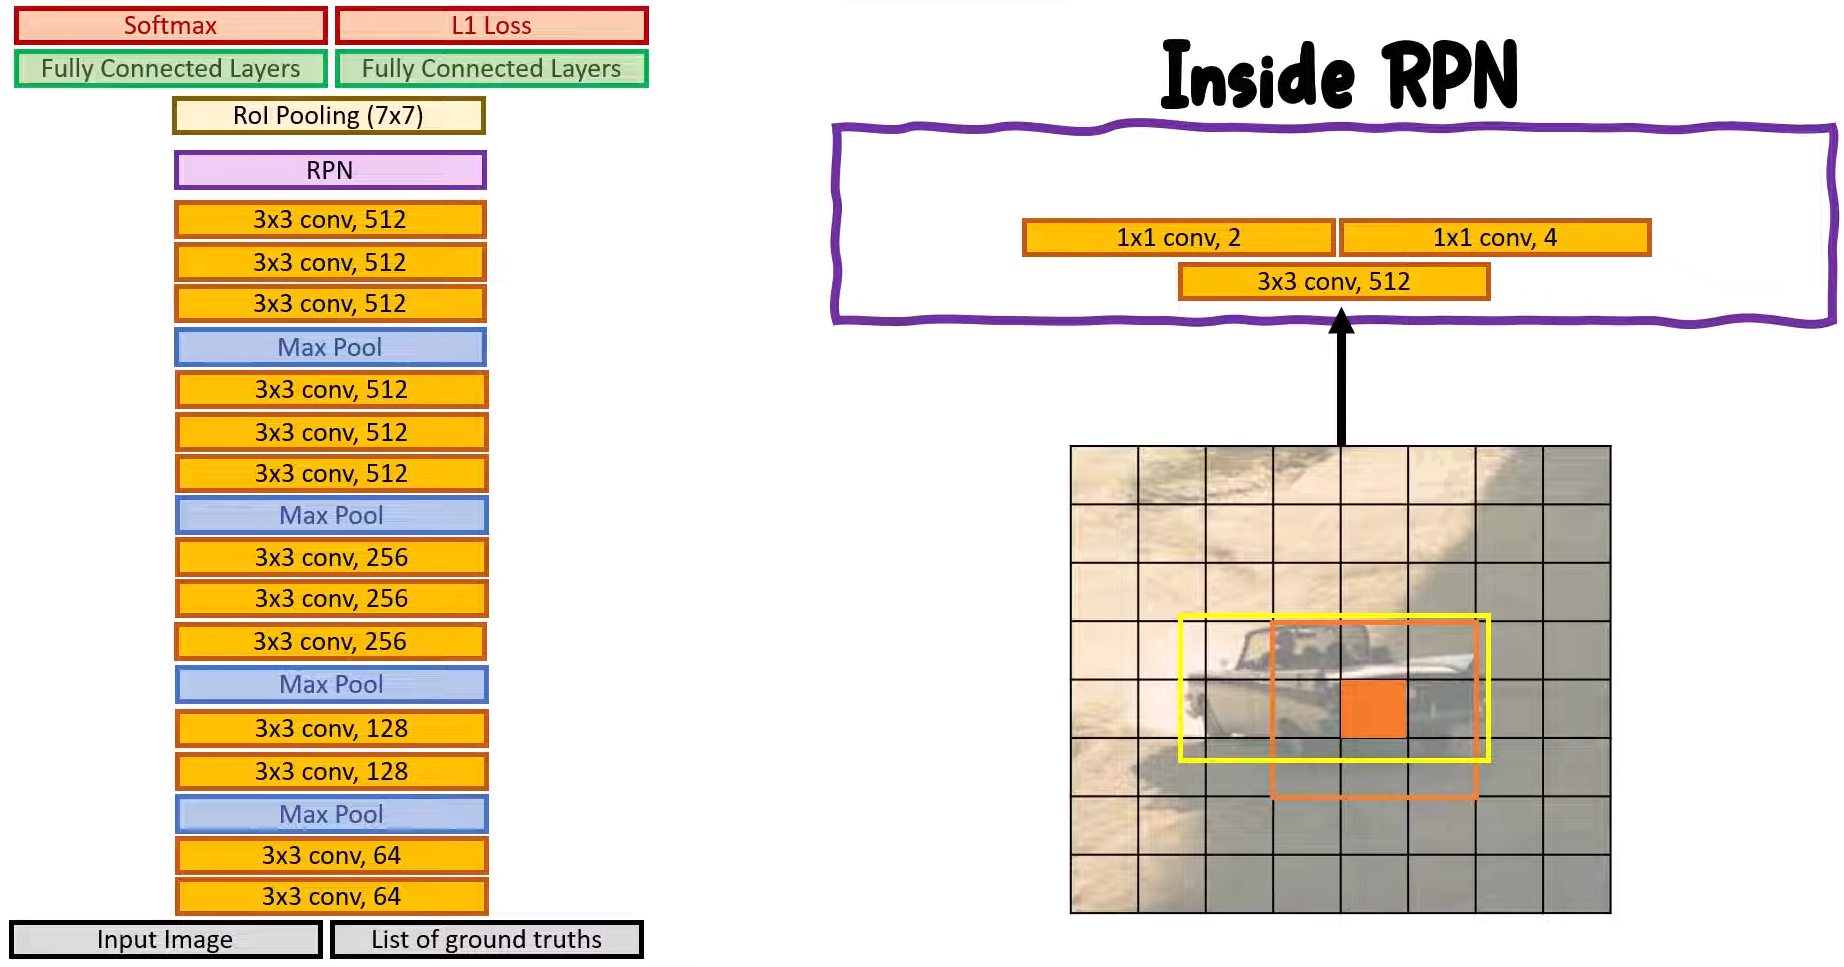 Softmax
L1 Loss
Fully Connected Layers
Fully Connected Layers
RoI Pooling (7x7)
RPN
3x3 conv, 512
3x3 conv, 512
3x3 conv, 512
Max Pool
3x3 conv, 512
3x3 conv, 512
3x3 conv, 512
Max Pool
3x3 conv, 256
3x3 conv, 256
3x3 conv, 256
Max Pool
3x3 conv, 128
3x3 conv, 128
Max Pool
3x3 conv, 64
3x3 conv, 64
Input Image
List of ground truths
Inside RPN
1x1 conv, 2
1x1 conv, 4
3x3 conv, 512